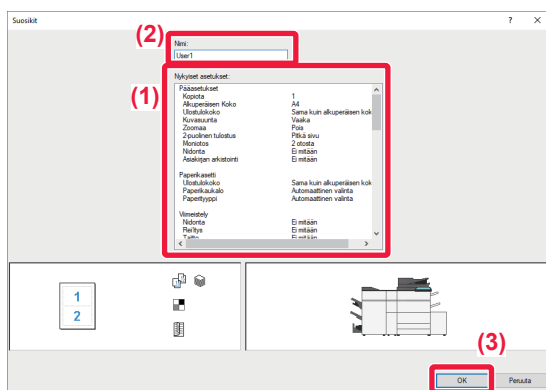 Suosikit ? ×
(2)
Nimi:
User1
(1)
Nykyiset asetukset:
Pääasetukset
Kopiota 1
Alkuperäisen Koko A4
Ulostulokoko Sama kuin alkuperäisen kok
Kuvasuunta Vaaka
Zoomaa Pois
2-puolinen tulostus Pitkä sivu
Moniotos 2 otosta
Nidonta Ei mitään
Asiakirjan arkistointi Ei mitään
Paperikasetti
Ulostulokoko Sama kuin alkuperäisen kok
Paperikaukalo Automaattinen valinta
Paperityyppi Automaattinen valinta
Viimeistely
Nidonta Ei mitään
Rei'itys Ei mitään
Taitto Ei mitään
1
2
(3)
OK Peruuta